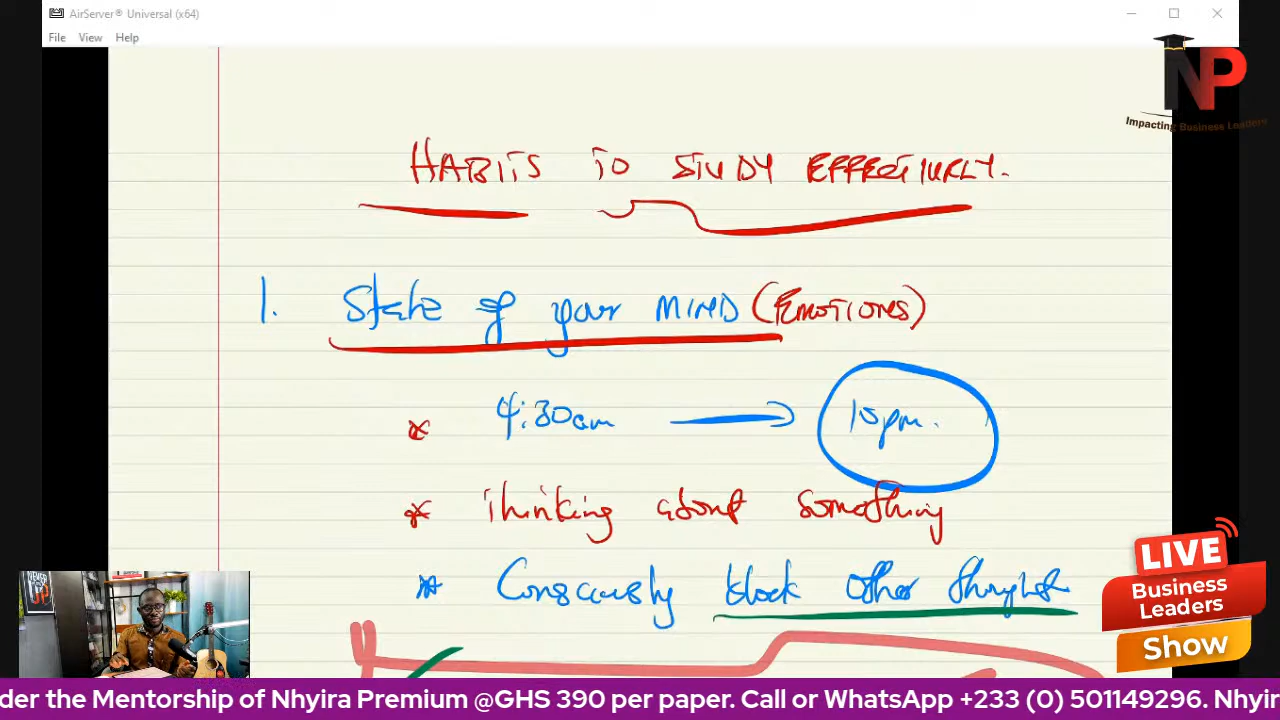 AirServer® Universal (x64)
File View Help
NP
Impacting Business Leaders
HABITS TO STUDY EFFECTIVELY.
1. State of your MIND (EMOTIONS)
* 4:30am → 10pm.
* Thinking about something
* Consciously block other thoughts
LIVE
Business
Leaders
Show
der the Mentorship of Nhyira Premium @GHS 390 per paper. Call or WhatsApp +233 (0) 501149296. Nhyir